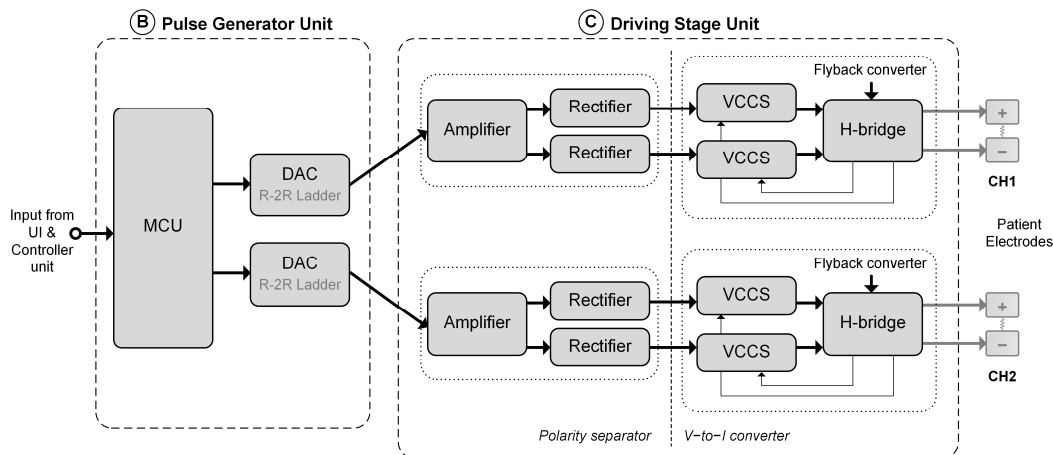 B Pulse Generator Unit
C Driving Stage Unit
Input from
UI &
Controller
unit
MCU
DAC
R-2R Ladder
DAC
R-2R Ladder
Amplifier
Rectifier
Rectifier
VCCS
VCCS
Flyback converter
H-bridge
+
−
CH1
Patient
Electrodes
Amplifier
Rectifier
Rectifier
VCCS
VCCS
Flyback converter
H-bridge
+
−
CH2
Polarity separator
V−to−I converter